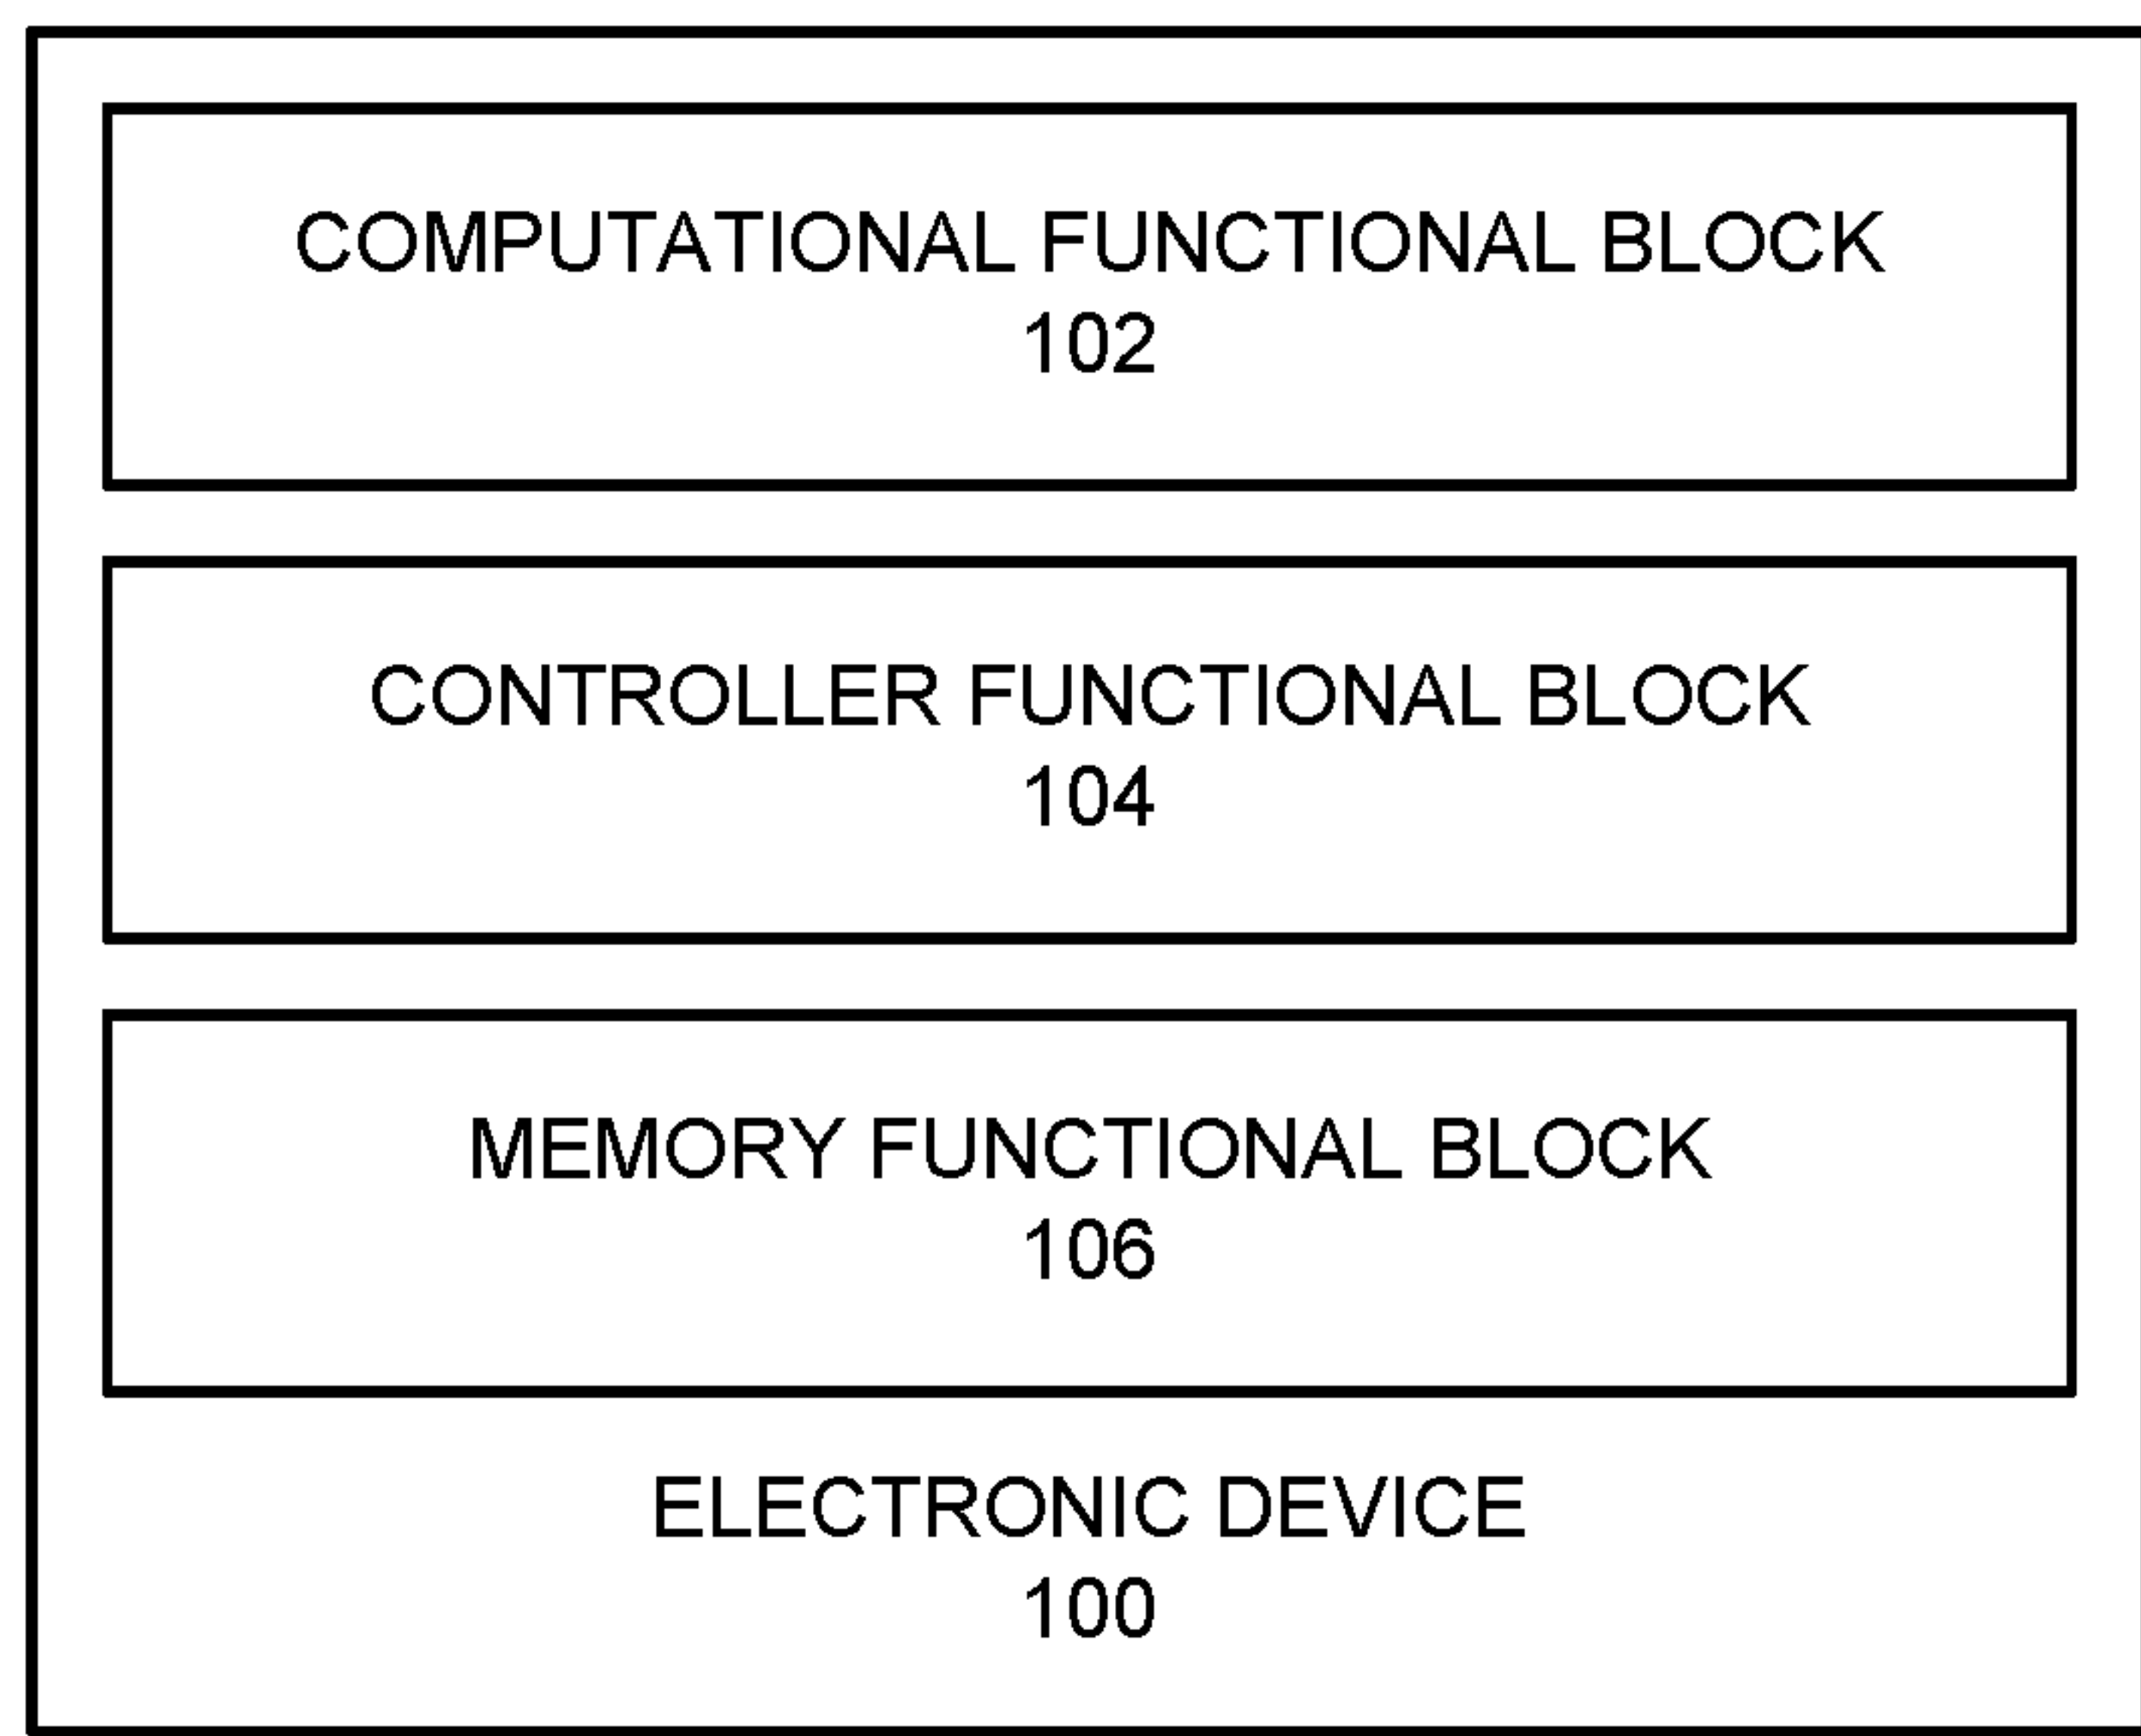 COMPUTATIONAL FUNCTIONAL BLOCK
102
CONTROLLER FUNCTIONAL BLOCK
104
MEMORY FUNCTIONAL BLOCK
106
ELECTRONIC DEVICE
100